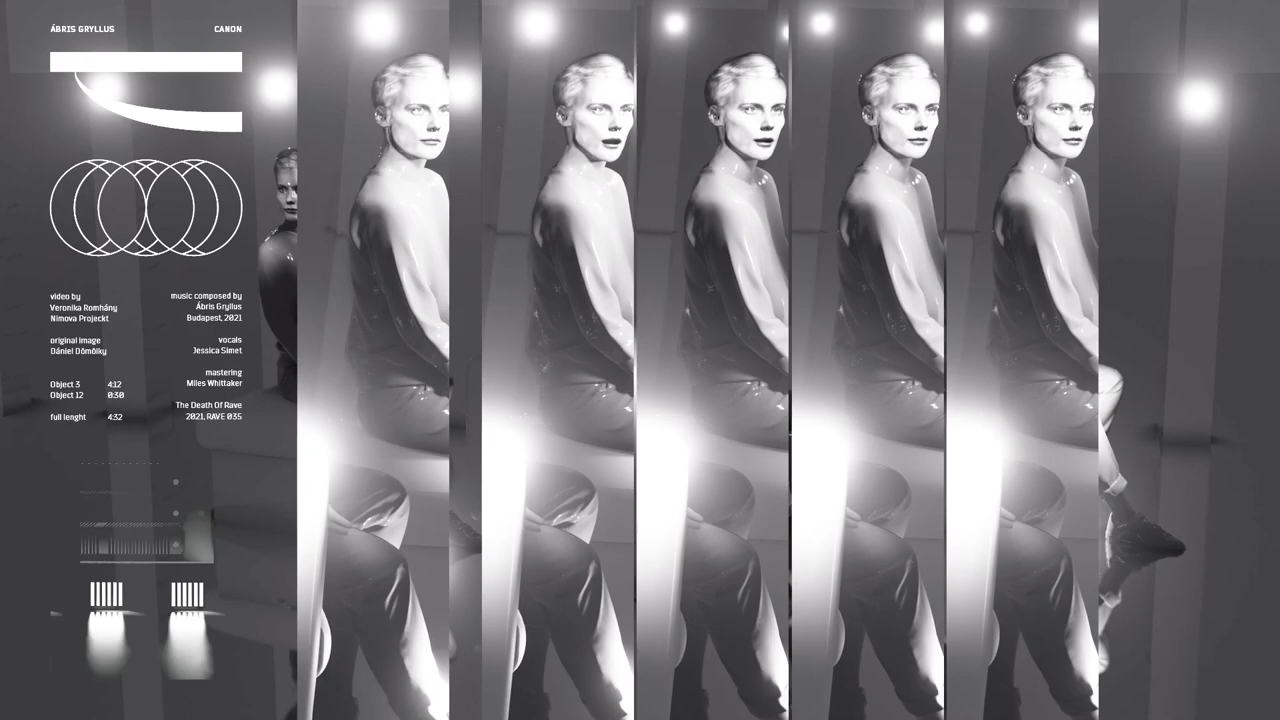 ÁBRIS GRYLLUS
CANON
video by
Veronika Romhány
Nimova Projeckt
original image
Dániel Dömölky
Object 3 4:12
Object 12 0:30
full lenght 4:32
music composed by
Ábris Gryllus
Budapest, 2021
vocals
Jessica Simet
mastering
Miles Whittaker
The Death Of Rave
2021, RAVE 035